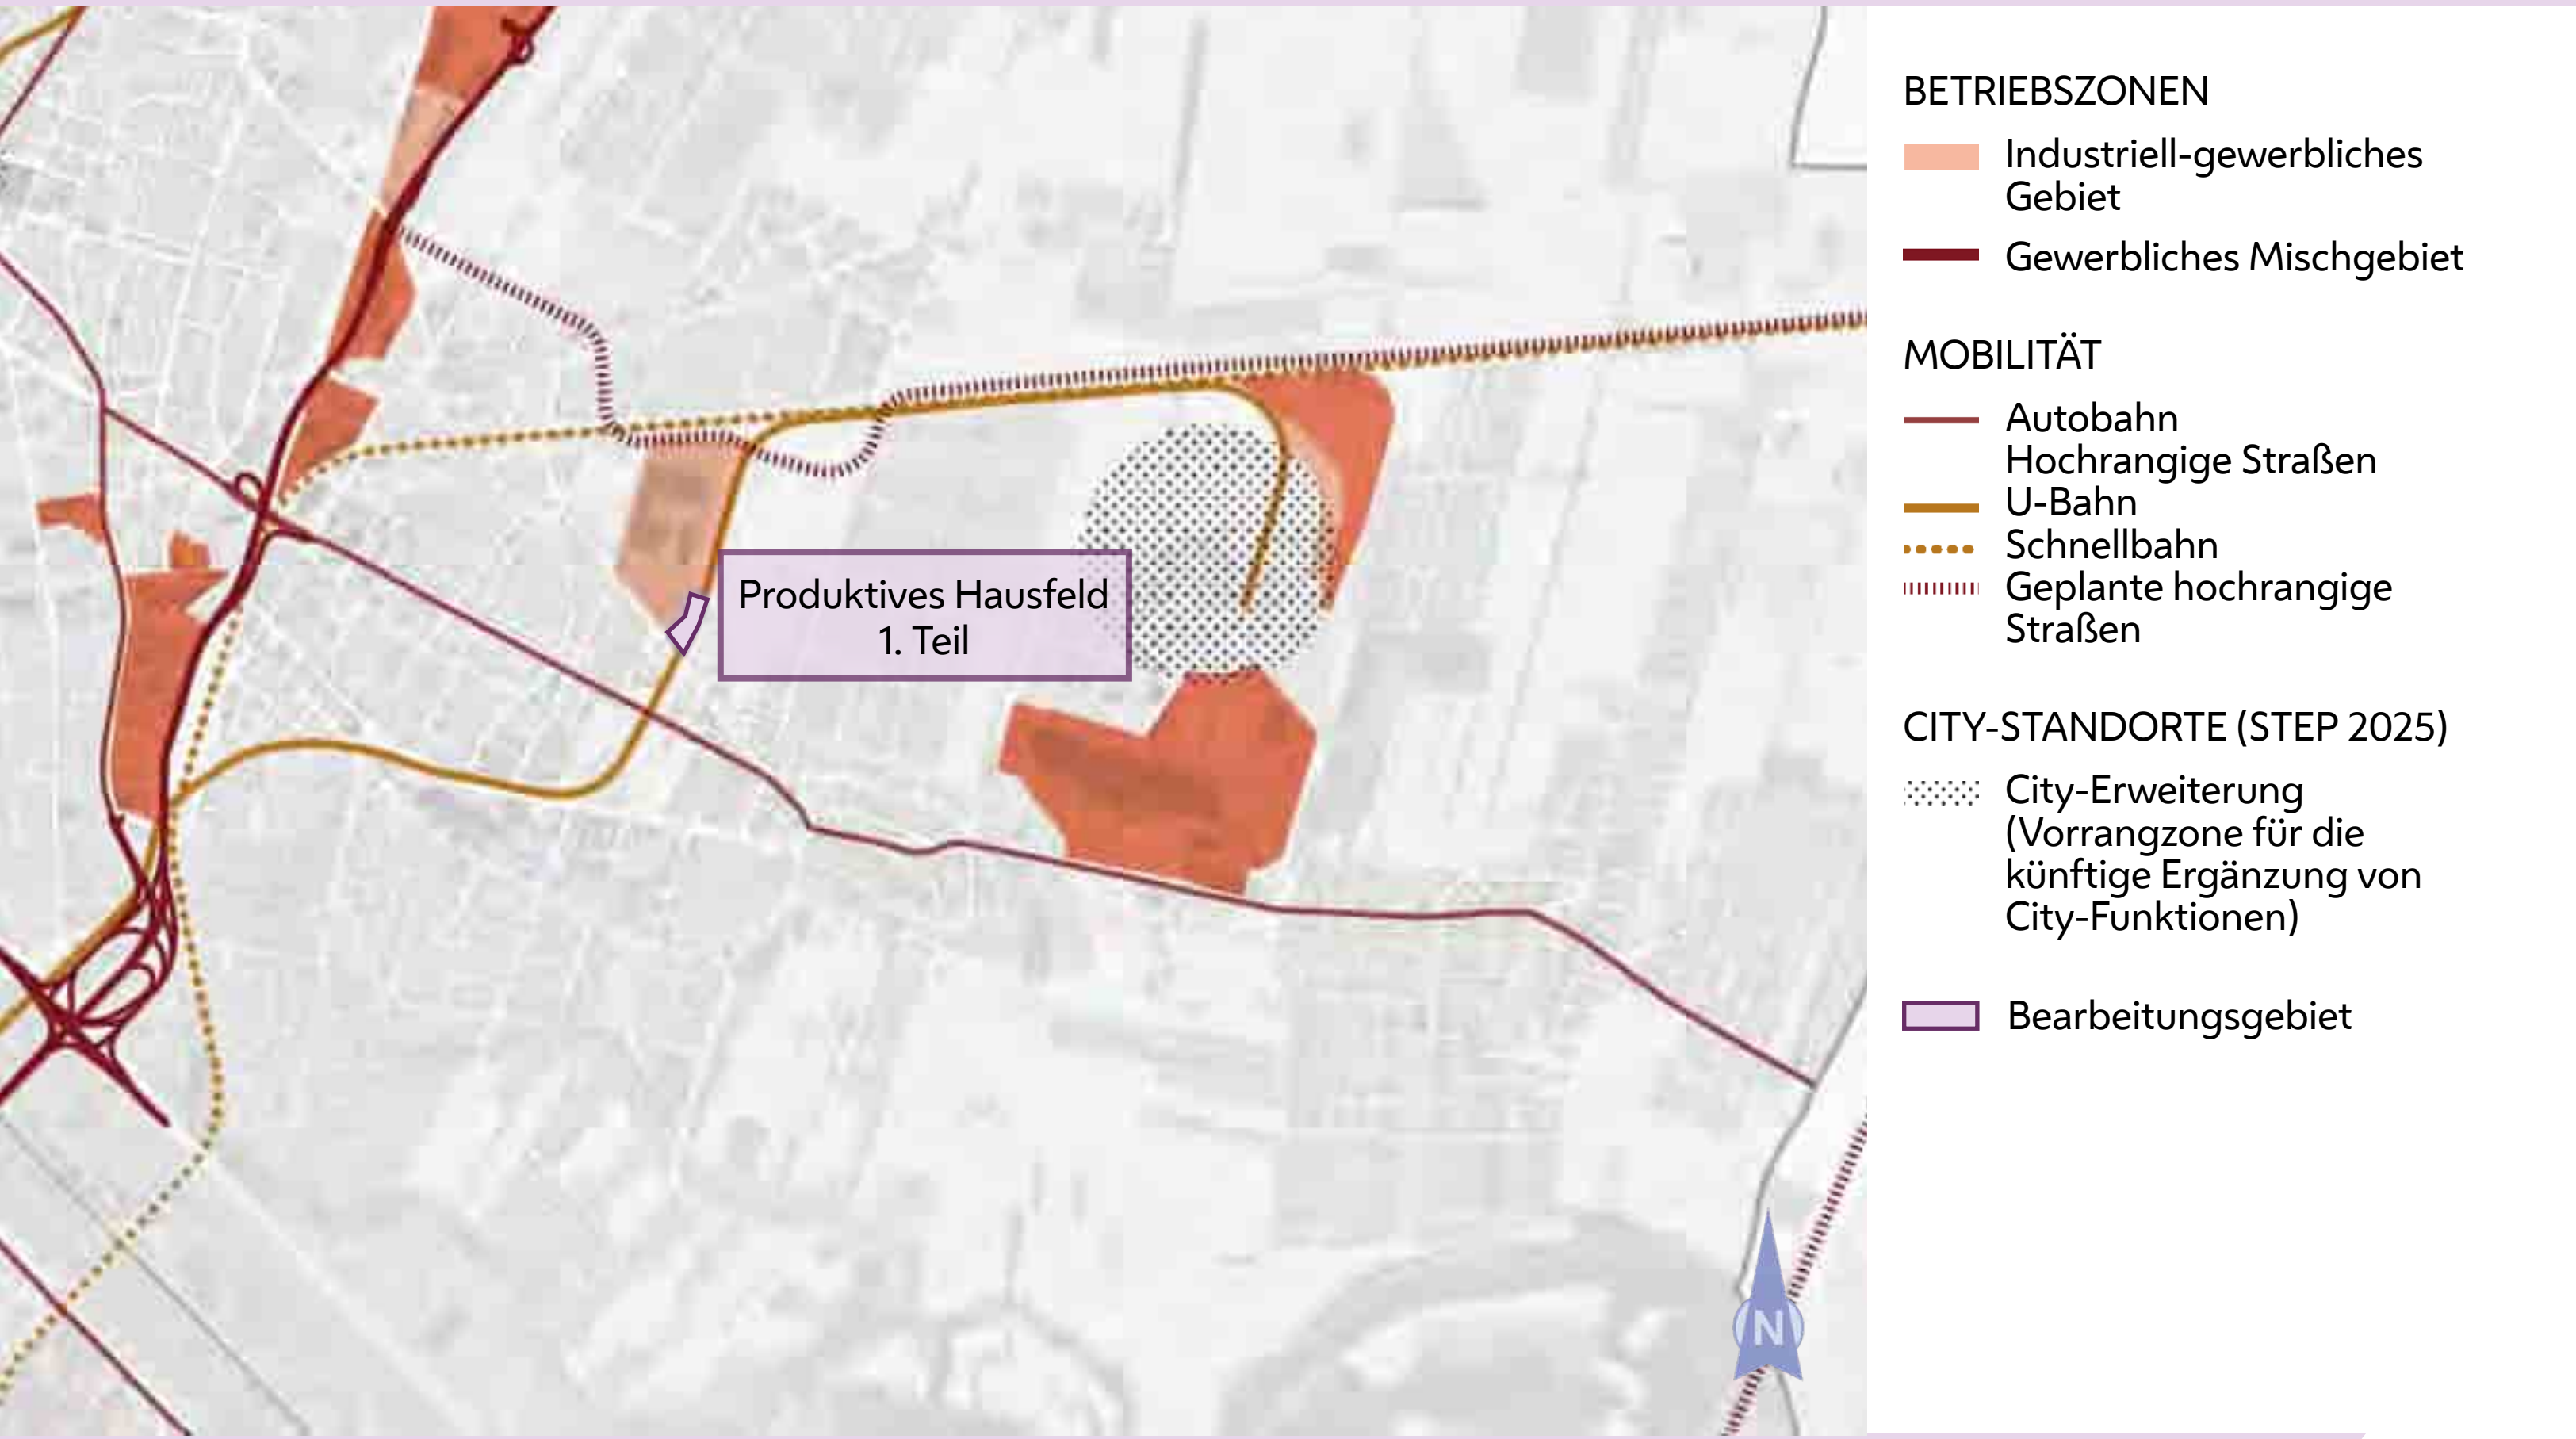 Produktives Hausfeld
1. Teil
N
BETRIEBSZONEN
Industriell-gewerbliches
Gebiet
Gewerbliches Mischgebiet
MOBILITÄT
Autobahn
Hochrangige Straßen
U-Bahn
Schnellbahn
Geplante hochrangige
Straßen
CITY-STANDORTE (STEP 2025)
City-Erweiterung
(Vorrangzone für die
künftige Ergänzung von
City-Funktionen)
Bearbeitungsgebiet